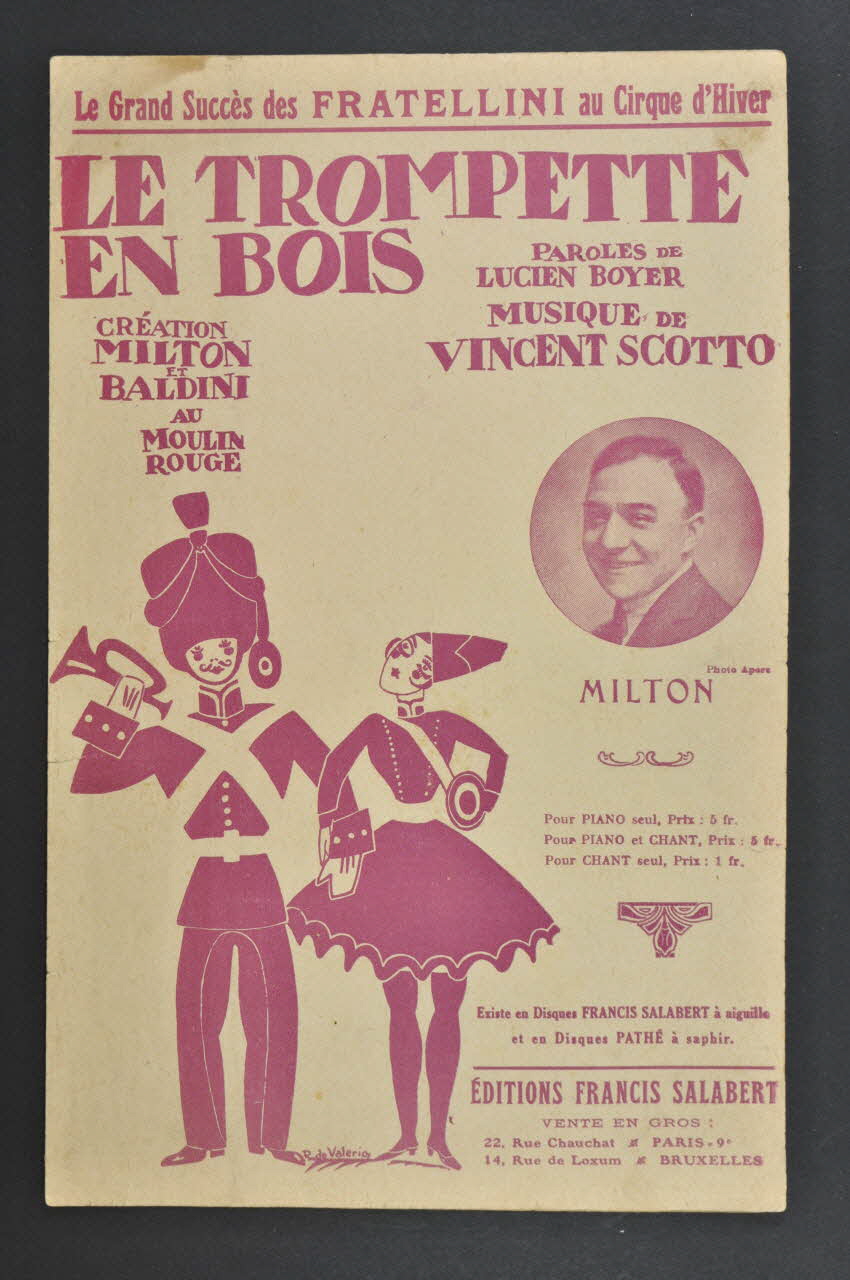 Le Grand Succès des FRATELLINI au Cirque d'Hiver
LE TROMPETTE
EN BOIS
PAROLES DE
LUCIEN BOYER
MUSIQUE DE
VINCENT SCOTTO
CRÉATION
MILTON
ET
BALDINI
AU
MOULIN
ROUGE
Photo Apers
MILTON
Pour PIANO seul, Prix : 5 fr.
Pour PIANO et CHANT, Prix : 5 fr.
Pour CHANT seul, Prix : 1 fr.
Existe en Disques FRANCIS SALABERT à aiguille
et en Disques PATHÉ à saphir.
ÉDITIONS FRANCIS SALABERT
VENTE EN GROS :
22, Rue Chauchat PARIS-9e
14, Rue de Loxum BRUXELLES
P. de Valerio